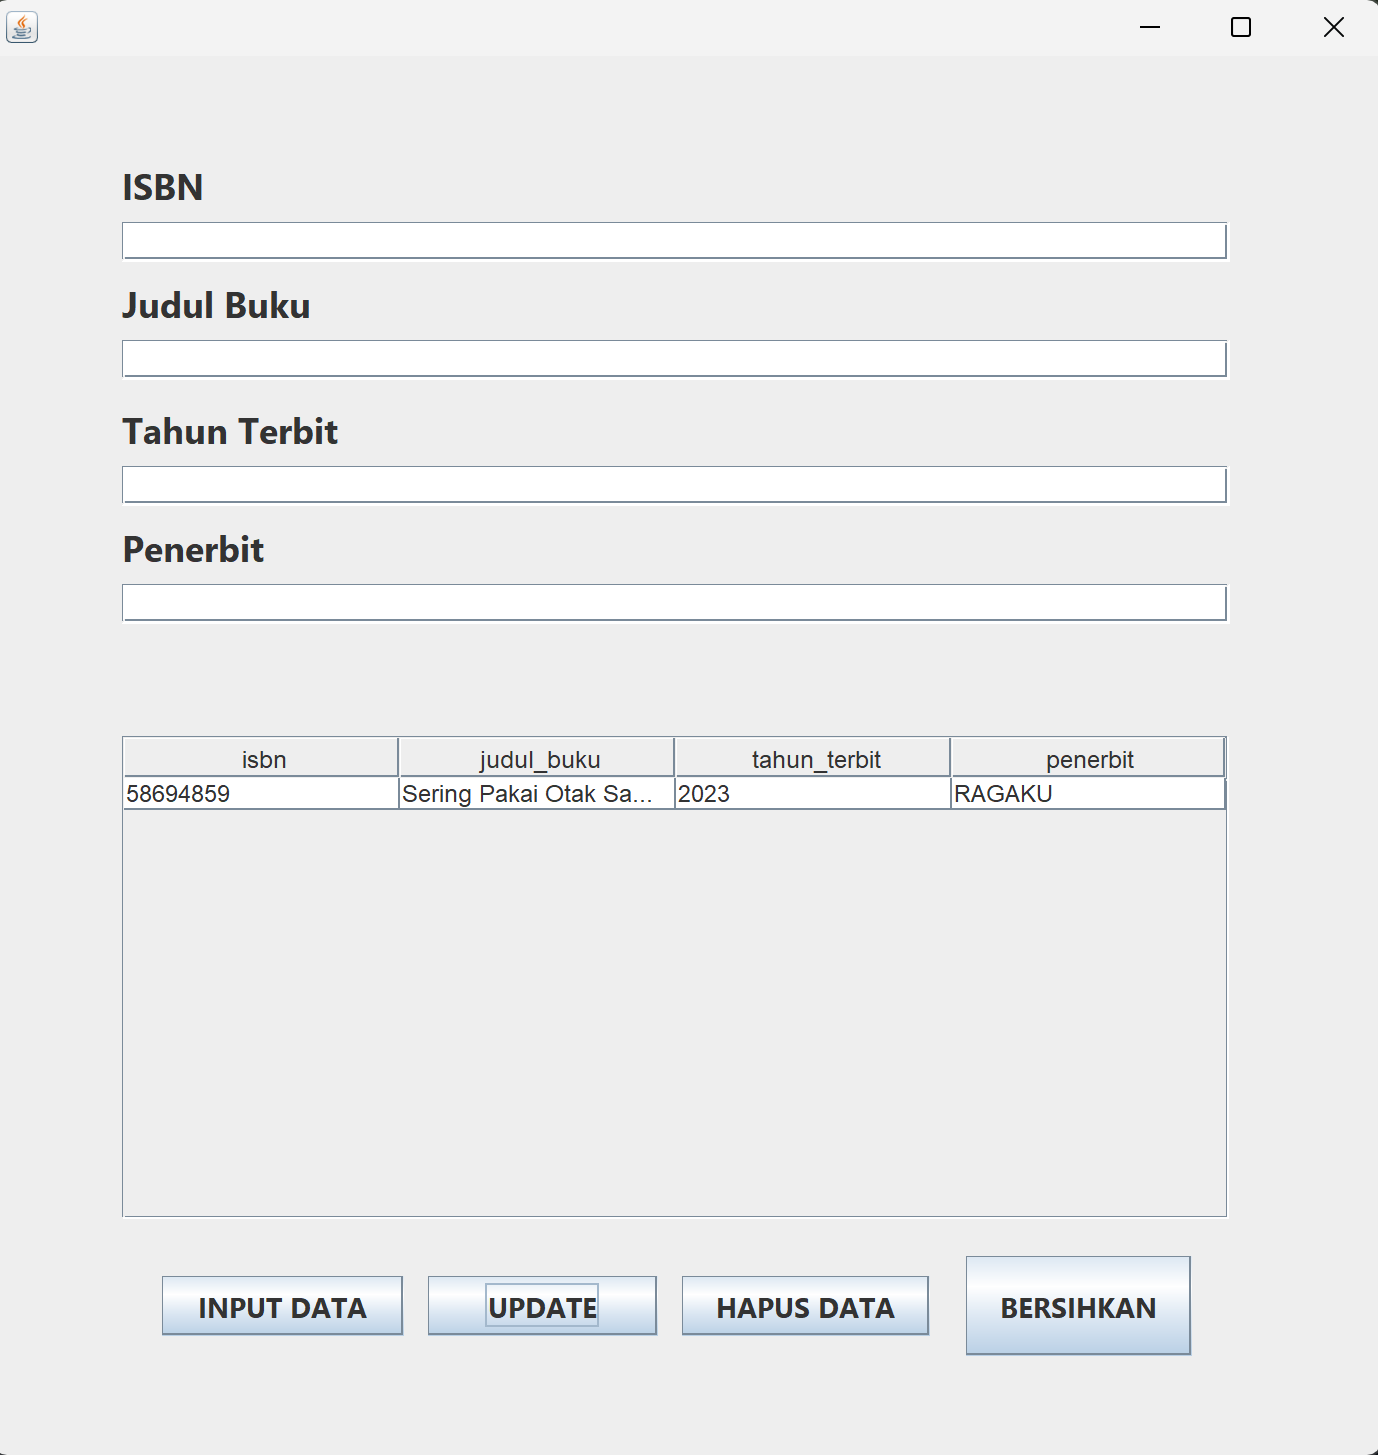 ISBN
Judul Buku
Tahun Terbit
Penerbit
isbn judul_buku tahun_terbit penerbit
58694859 Sering Pakai Otak Sa... 2023 RAGAKU
INPUT DATA UPDATE HAPUS DATA BERSIHKAN